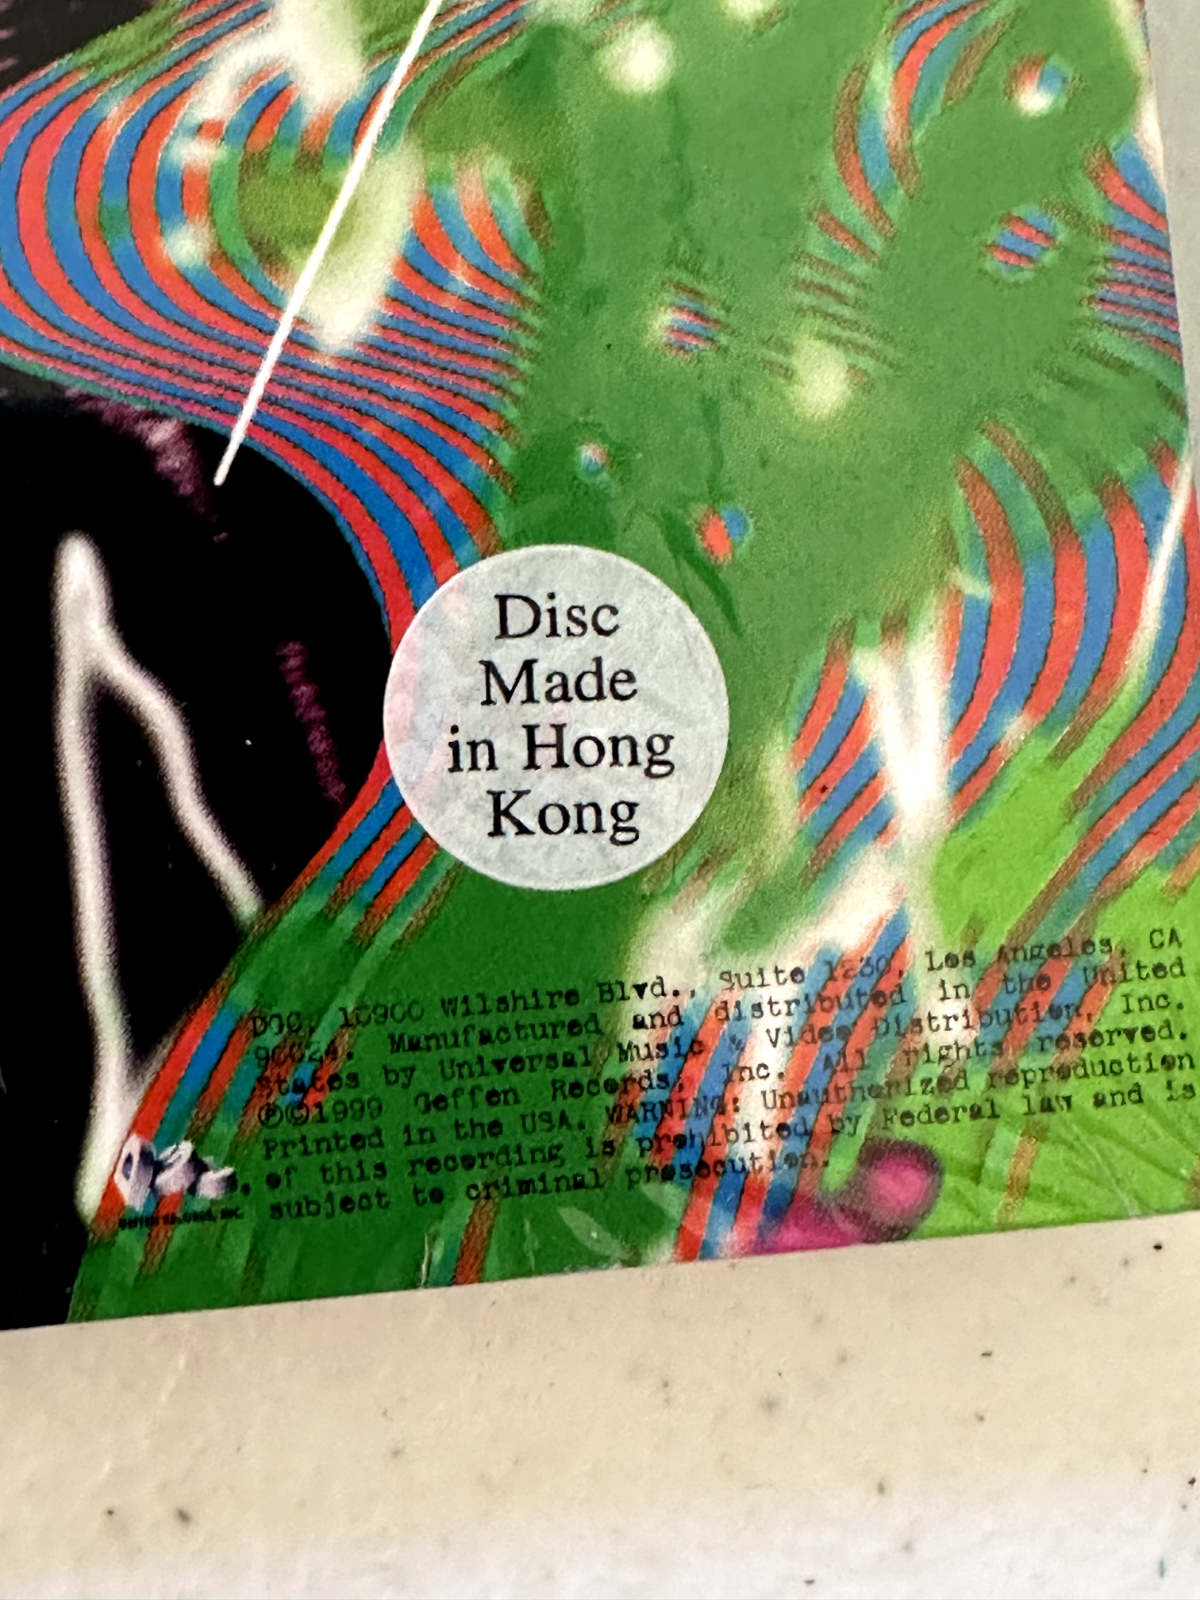 Disc
Made
in Hong
Kong
DGC, 10900 Wilshire Blvd., Suite 1230, Los Angeles, CA
90024. Manufactured and distributed in the United
States by Universal Music & Video Distribution, Inc.
℗©1999 Geffen Records, Inc. All rights reserved.
Printed in the USA. WARNING: Unauthorized reproduction
of this recording is prohibited by Federal law and is
subject to criminal prosecution.